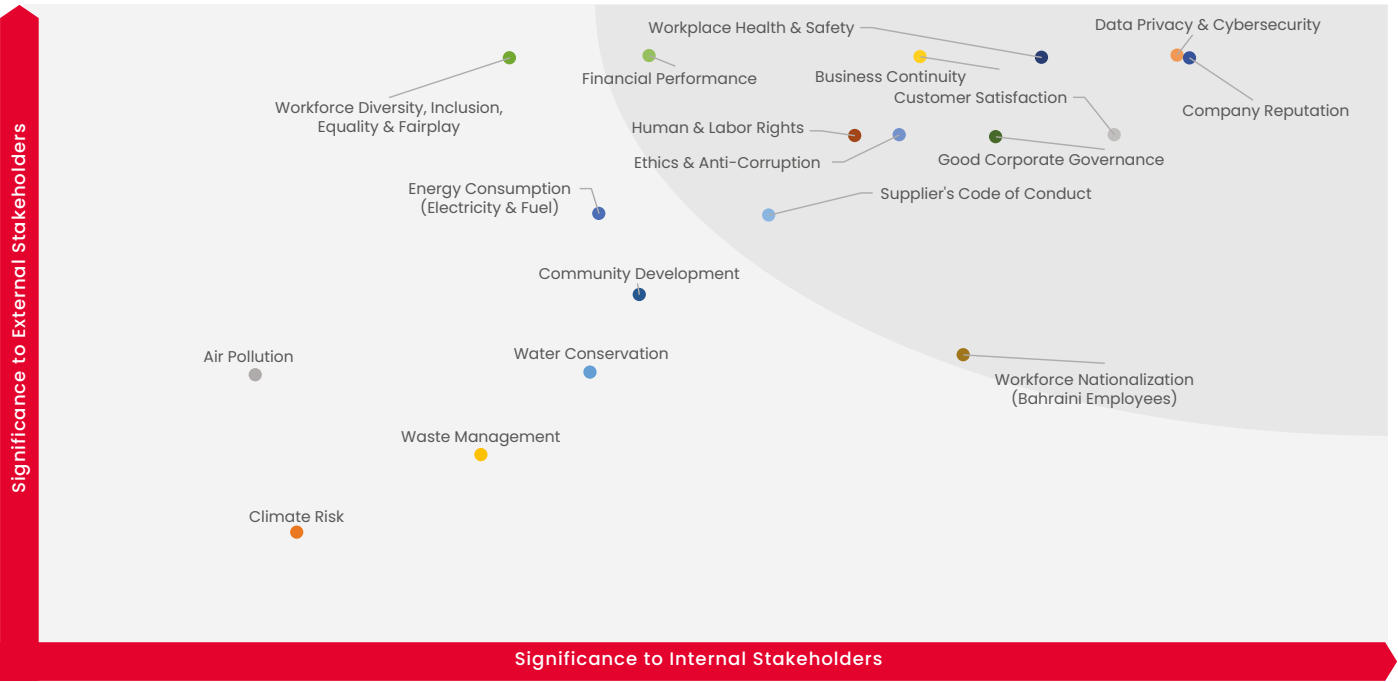 Significance to External Stakeholders
Data Privacy & Cybersecurity
Workplace Health & Safety
Financial Performance
Business Continuity
Customer Satisfaction
Workforce Diversity, Inclusion,
Equality & Fairplay
Company Reputation
Human & Labor Rights
Ethics & Anti-Corruption
Good Corporate Governance
Energy Consumption
(Electricity & Fuel)
Supplier's Code of Conduct
Community Development
Air Pollution
Water Conservation
Workforce Nationalization
(Bahraini Employees)
Waste Management
Climate Risk
Significance to Internal Stakeholders